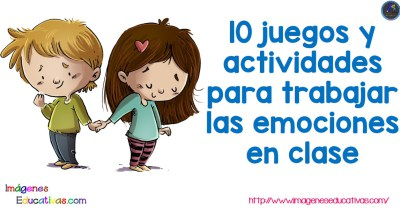 10 juegos y
actividades
para trabajar
las emociones
en clase
Imágenes
Educativas.com
http://www.imageneseducativas.com/